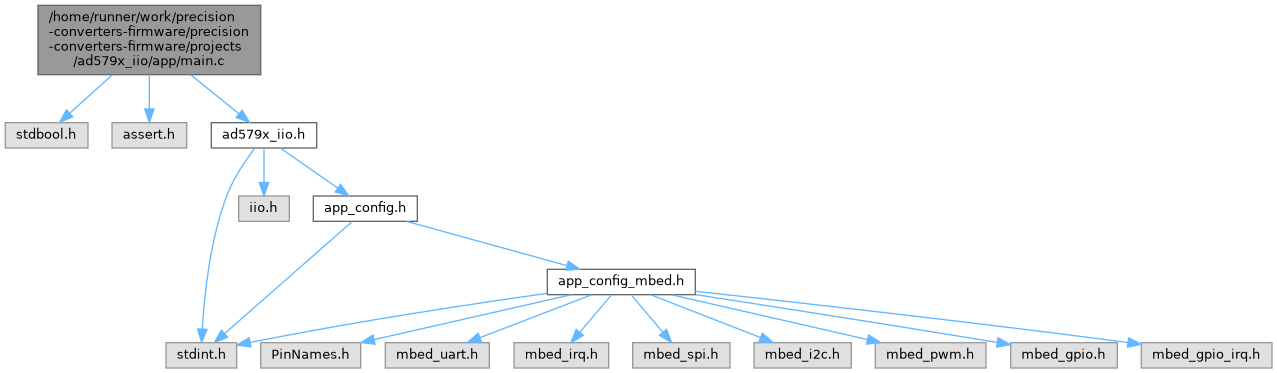 /home/runner/work/precision
-converters-firmware/precision
-converters-firmware/projects
/ad579x_iio/app/main.c
stdbool.h
assert.h
ad579x_iio.h
iio.h
app_config.h
app_config_mbed.h
stdint.h
PinNames.h
mbed_uart.h
mbed_irq.h
mbed_spi.h
mbed_i2c.h
mbed_pwm.h
mbed_gpio.h
mbed_gpio_irq.h